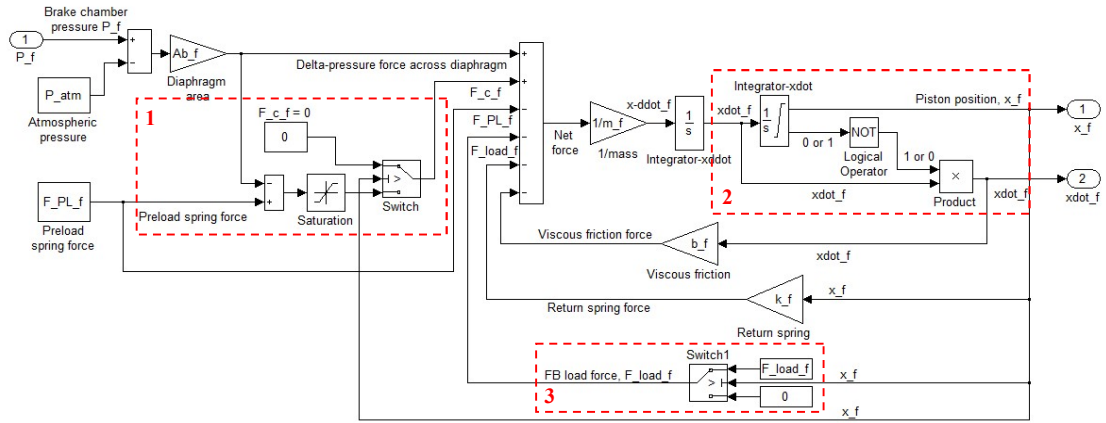 Brake chamber
pressure P_f
1
P_f
+
−
Ab_f
Diaphragm
area
P_atm
Atmospheric
pressure
Delta-pressure force across diaphragm
1
F_c_f = 0
0
F_c_f
F_PL_f
F_load_f
−
+
Saturation
>
Switch
F_PL_f
Preload
spring force
Preload spring force
+
+
−
−
−
−
Net
force
1/m_f
1/mass
x-ddot_f
1
s
Integrator-xddot
xdot_f
Integrator-xdot
1
s
Piston position, x_f
1
x_f
0 or 1
NOT
Logical
Operator
1 or 0
×
Product
xdot_f
xdot_f
2
xdot_f
2
Viscous friction force
b_f
Viscous friction
xdot_f
Return spring force
k_f
Return spring
x_f
Switch1
FB load force, F_load_f
>
F_load_f
0
x_f
3
x_f